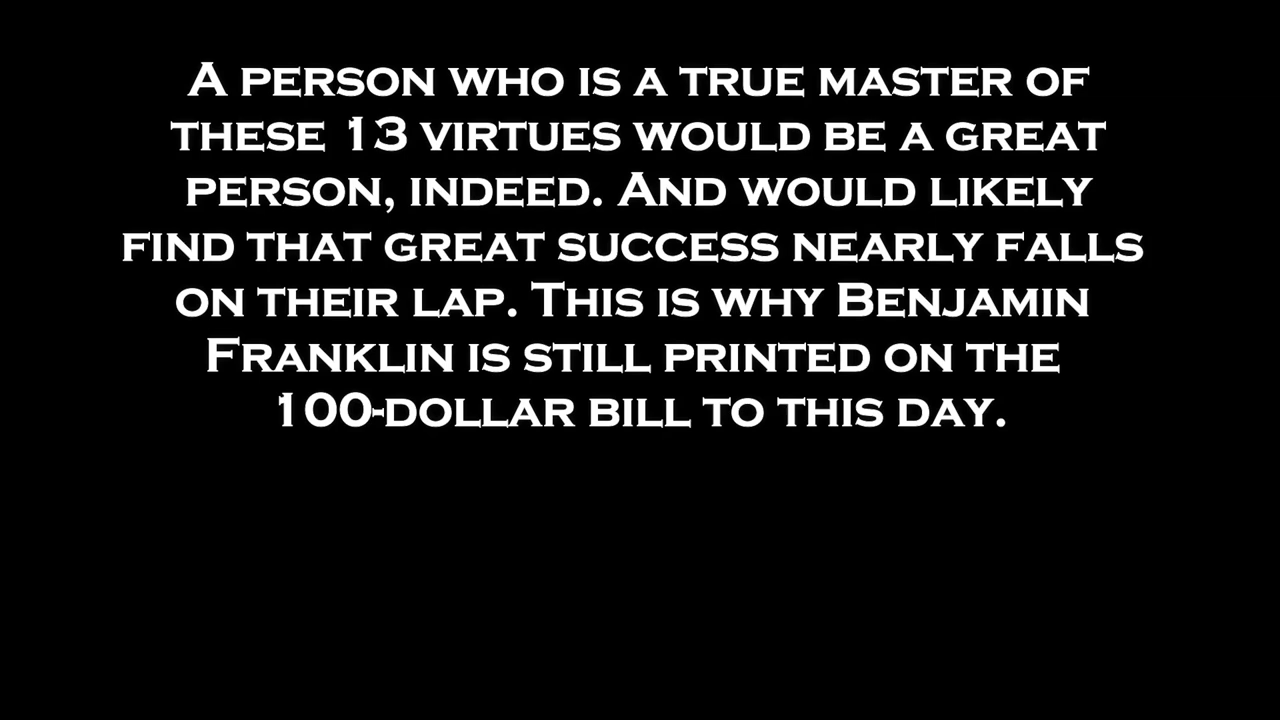 A PERSON WHO IS A TRUE MASTER OF
THESE 13 VIRTUES WOULD BE A GREAT
PERSON, INDEED. AND WOULD LIKELY
FIND THAT GREAT SUCCESS NEARLY FALLS
ON THEIR LAP. THIS IS WHY BENJAMIN
FRANKLIN IS STILL PRINTED ON THE
100-DOLLAR BILL TO THIS DAY.